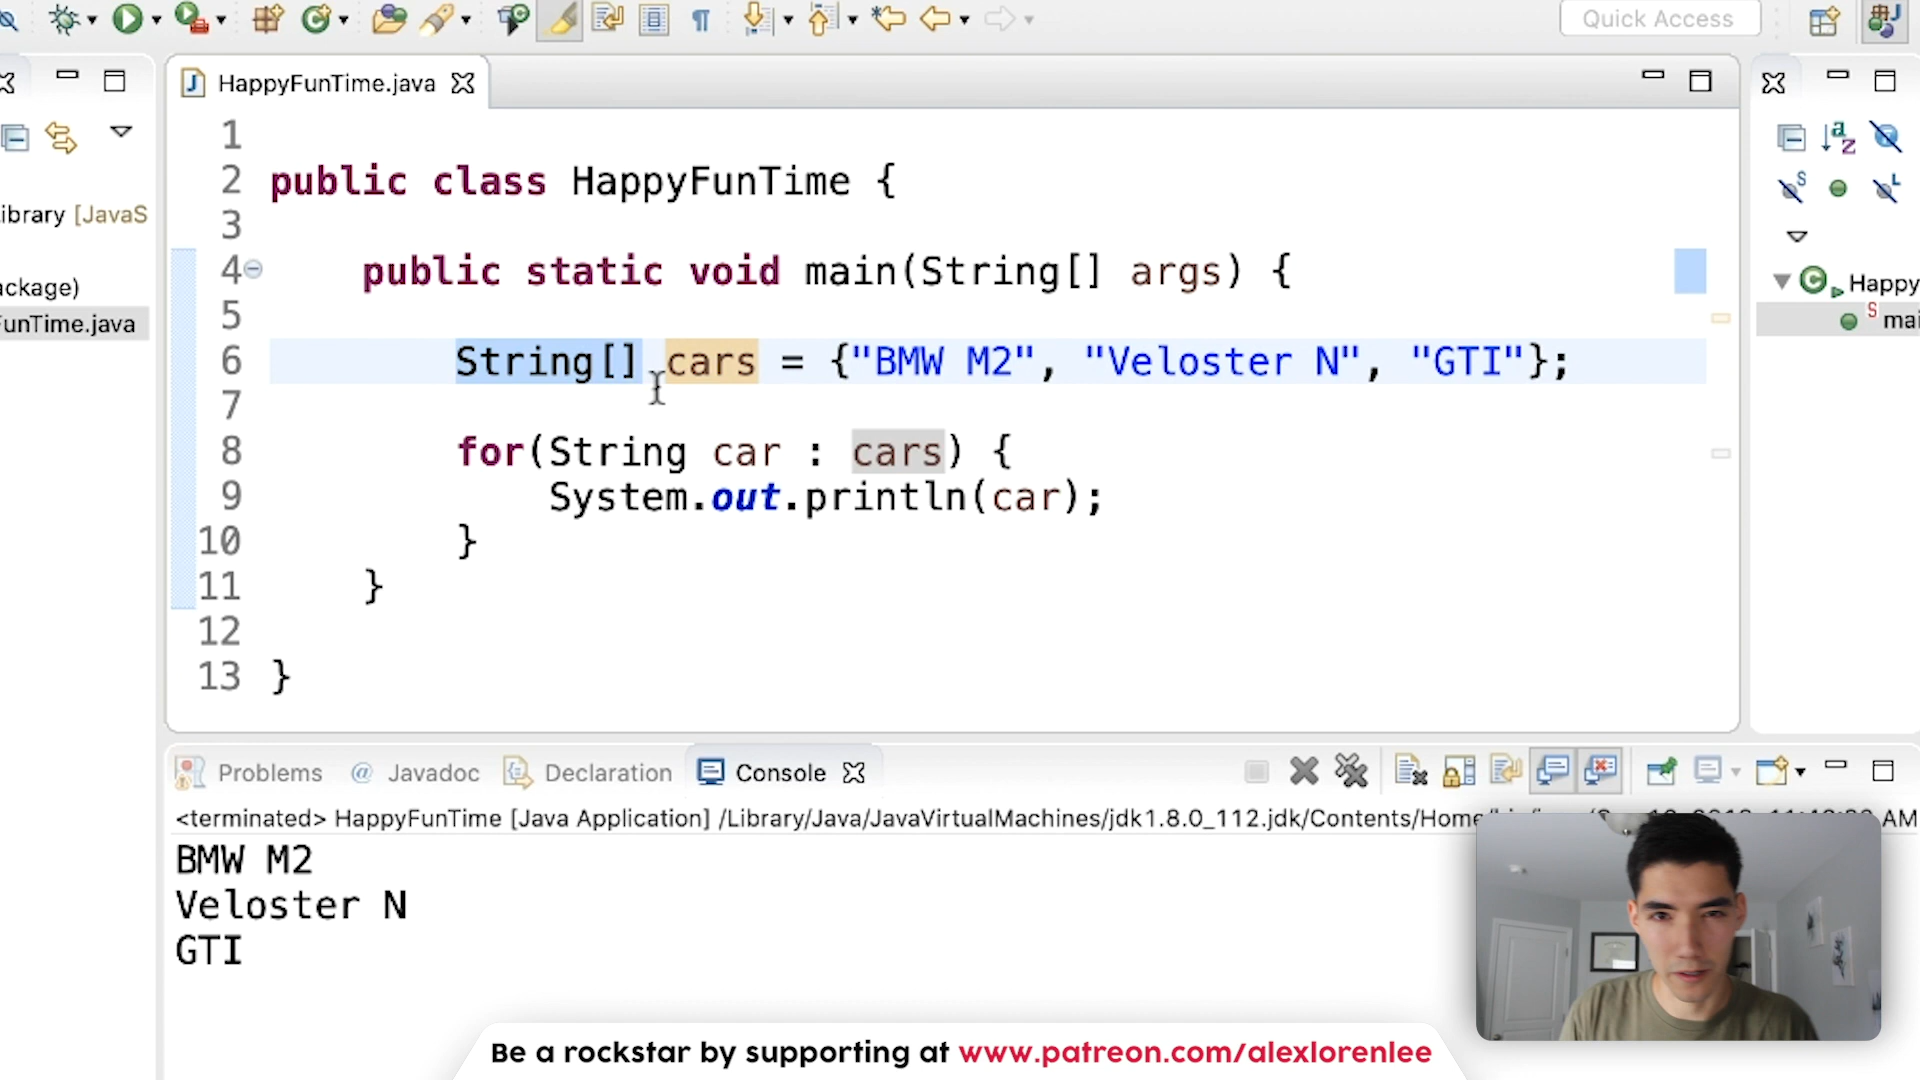 Quick Access
HappyFunTime.java
1
2 public class HappyFunTime {
3
4 public static void main(String[] args) {
5
6 String[] cars = {"BMW M2", "Veloster N", "GTI"};
7
8 for(String car : cars) {
9 System.out.println(car);
10 }
11 }
12
13 }
ibrary [JavaS
ackage)
FunTime.java
Happy
mai
Problems @ Javadoc Declaration Console
<terminated> HappyFunTime [Java Application] /Library/Java/JavaVirtualMachines/jdk1.8.0_112.jdk/Contents/Home AM
BMW M2
Veloster N
GTI
Be a rockstar by supporting at www.patreon.com/alexlorenlee